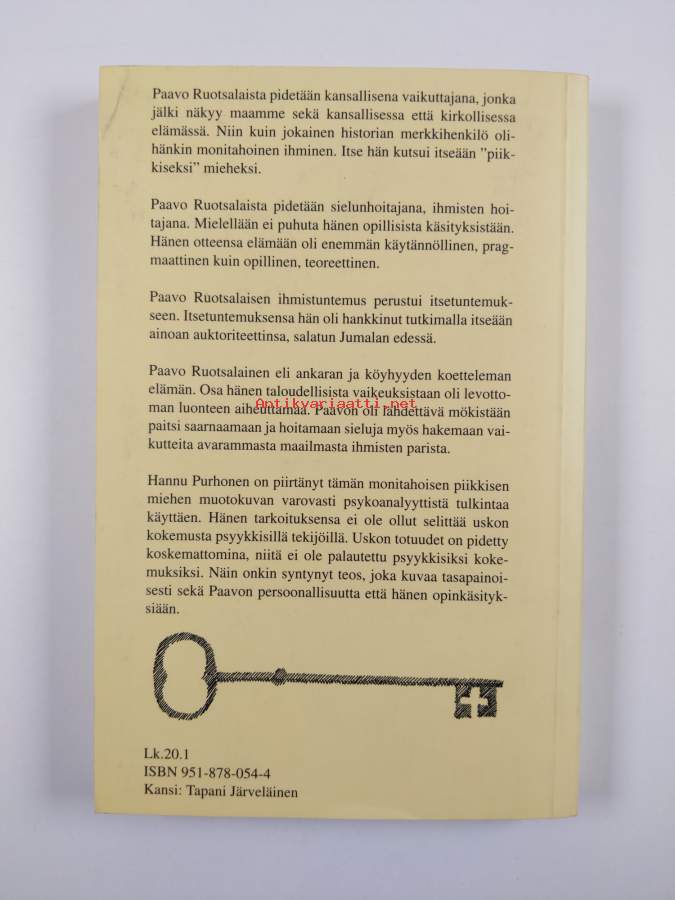 Paavo Ruotsalaista pidetään kansallisena vaikuttajana, jonka
jälki näkyy maamme sekä kansallisessa että kirkollisessa
elämässä. Niin kuin jokainen historian merkkihenkilö oli-
hänkin monitahoinen ihminen. Itse hän kutsui itseään ”piik-
kiseksi” mieheksi.
Paavo Ruotsalaista pidetään sielunhoitajana, ihmisten hoi-
tajana. Mielellään ei puhuta hänen opillisista käsityksistään.
Hänen otteensa elämään oli enemmän käytännöllinen, prag-
maattinen kuin opillinen, teoreettinen.
Paavo Ruotsalaisen ihmistuntemus perustui itsetuntemuk-
seen. Itsetuntemuksensa hän oli hankkinut tutkimalla itseään
ainoan auktoriteettinsa, salatun Jumalan edessä.
Paavo Ruotsalainen eli ankaran ja köyhyyden koetteleman
elämän. Osa hänen taloudellisista vaikeuksistaan oli levotto-
Antikvariaatti.net
man luonteen aiheuttamaa. Paavon oli lähdettävä mökistään
paitsi saarnaamaan ja hoitamaan sieluja myös hakemaan vai-
kutteita avarammasta maailmasta ihmisten parista.
Hannu Purhonen on piirtänyt tämän monitahoisen piikkisen
miehen muotokuvan varovasti psykoanalyyttistä tulkintaa
käyttäen. Hänen tarkoituksensa ei ole ollut selittää uskon
kokemusta psyykkisillä tekijöillä. Uskon totuudet on pidetty
koskemattomina, niitä ei ole palautettu psyykkisiksi koke-
muksiksi. Näin onkin syntynyt teos, joka kuvaa tasapainoi-
sesti sekä Paavon persoonallisuutta että hänen opinkäsityk-
siään.
Lk.20.1
ISBN 951-878-054-4
Kansi: Tapani Järveläinen